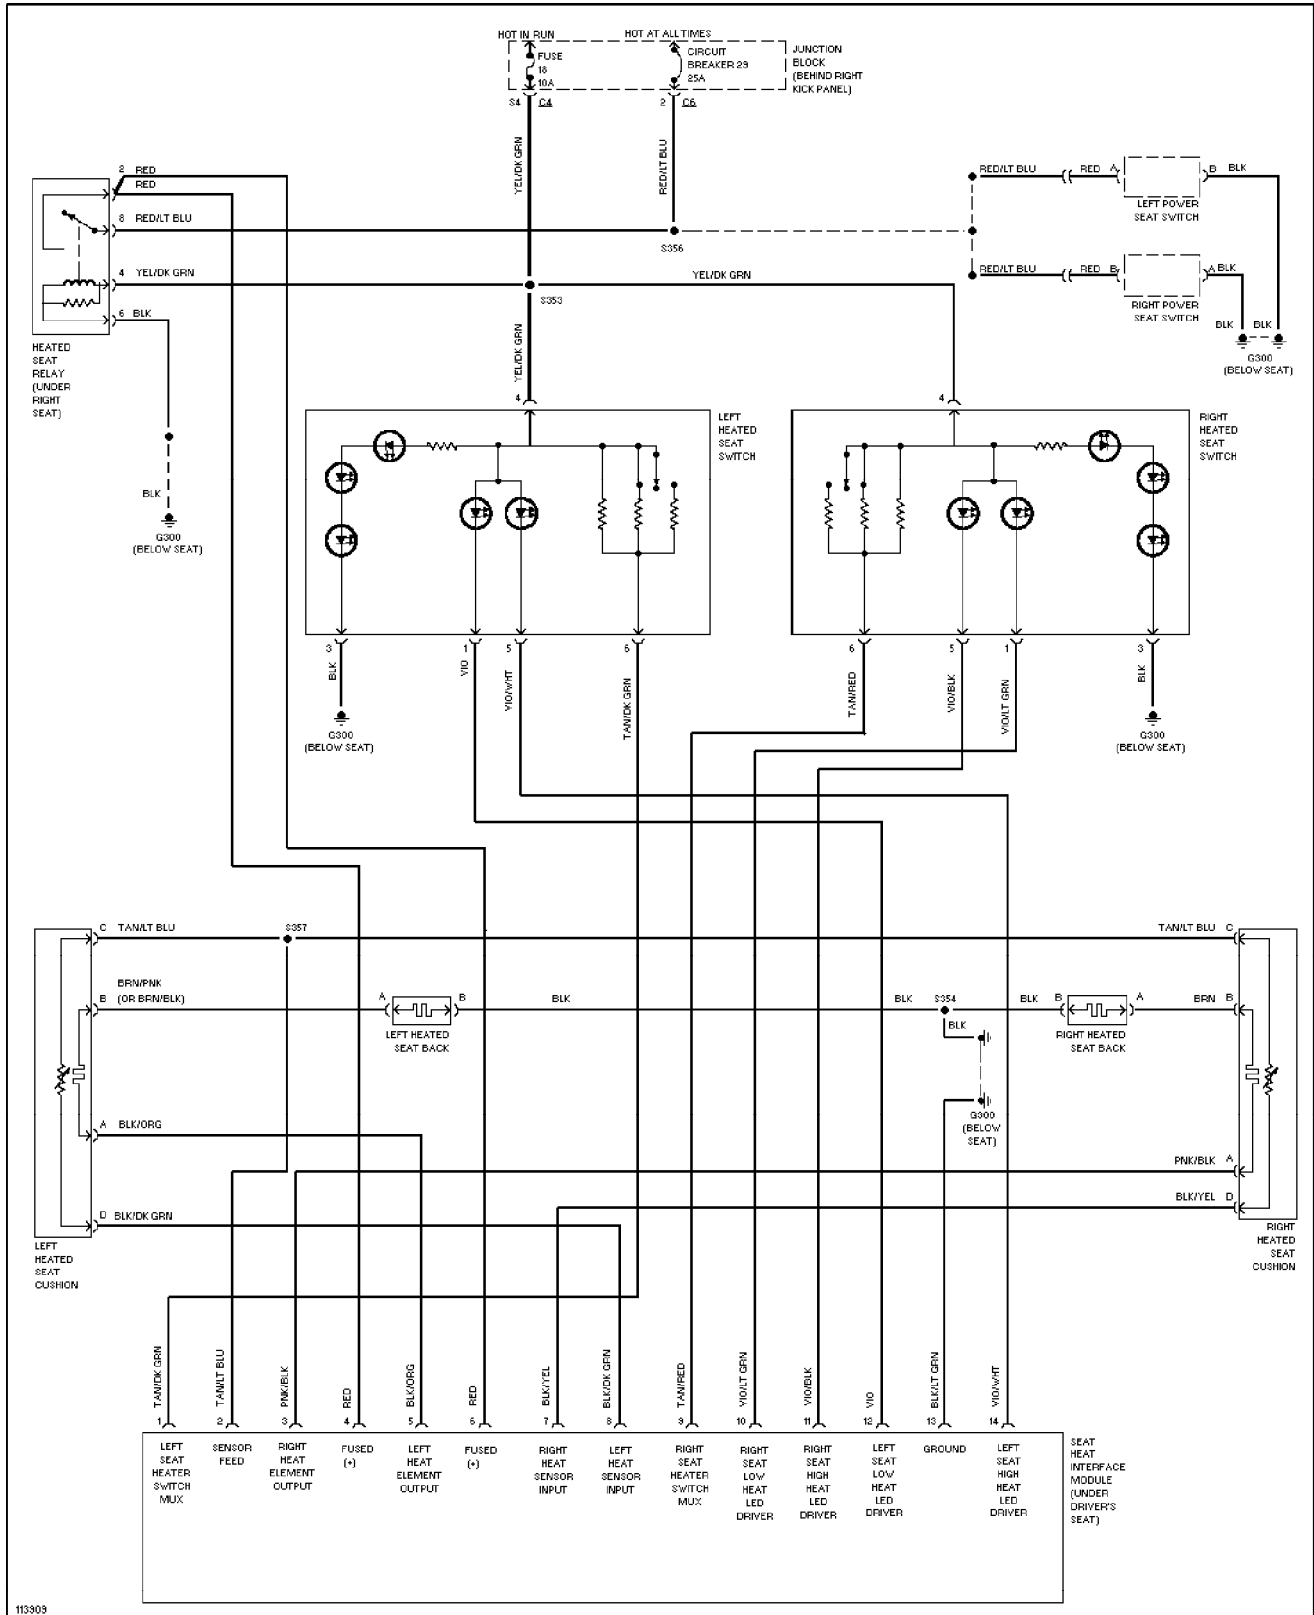 HOT IN RUN
HOT AT ALL TIMES
FUSE
18
10A
CIRCUIT
BREAKER 29
25A
JUNCTION
BLOCK
(BEHIND RIGHT
KICK PANEL)
S4 C4
2 C6
YEL/DK GRN
RED/LT BLU
2 RED
RED
8 RED/LT BLU
4 YEL/DK GRN
6 BLK
HEATED
SEAT
RELAY
(UNDER
RIGHT
SEAT)
BLK
G300
(BELOW SEAT)
S356
S353
YEL/DK GRN
YEL/DK GRN
RED/LT BLU RED A B BLK
LEFT POWER
SEAT SWITCH
RED/LT BLU RED B A BLK
RIGHT POWER
SEAT SWITCH
BLK BLK
G300
(BELOW SEAT)
4
LEFT
HEATED
SEAT
SWITCH
4
RIGHT
HEATED
SEAT
SWITCH
3 1 5 6
BLK
VIO
VIO/WHT
TAN/DK GRN
G300
(BELOW SEAT)
6 5 1 3
TAN/RED
VIO/BLK
VIO/LT GRN
BLK
G300
(BELOW SEAT)
C TAN/LT BLU S357 TAN/LT BLU C
BRN/PNK
B (OR BRN/BLK) A B BLK BLK S354 BLK B A BRN B
LEFT HEATED
SEAT BACK
BLK
RIGHT HEATED
SEAT BACK
A BLK/ORG
G300
(BELOW
SEAT)
PNK/BLK A
BLK/YEL D
D BLK/DK GRN
LEFT
HEATED
SEAT
CUSHION
RIGHT
HEATED
SEAT
CUSHION
TAN/DK GRN
TAN/LT BLU
PNK/BLK
RED
BLK/ORG
RED
BLK/YEL
BLK/DK GRN
TAN/RED
VIO/LT GRN
VIO/BLK
VIO
BLK/LT GRN
VIO/WHT
1 2 3 4 5 6 7 8 9 10 11 12 13 14
LEFT
SEAT
HEATER
SWITCH
MUX
SENSOR
FEED
RIGHT
HEAT
ELEMENT
OUTPUT
FUSED
(+)
LEFT
HEAT
ELEMENT
OUTPUT
FUSED
(+)
RIGHT
HEAT
SENSOR
INPUT
LEFT
HEAT
SENSOR
INPUT
RIGHT
SEAT
HEATER
SWITCH
MUX
RIGHT
SEAT
LOW
HEAT
LED
DRIVER
RIGHT
SEAT
HIGH
HEAT
LED
DRIVER
LEFT
SEAT
LOW
HEAT
LED
DRIVER
GROUND
LEFT
SEAT
HIGH
HEAT
LED
DRIVER
SEAT
HEAT
INTERFACE
MODULE
(UNDER
DRIVER'S
SEAT)
113909